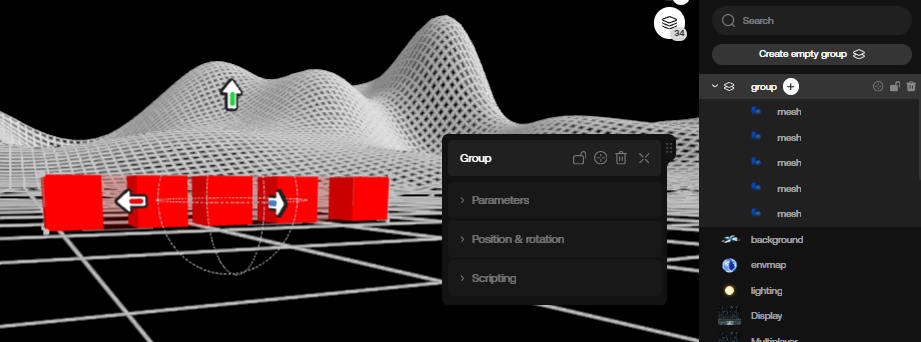 34
Search
Create empty group
group
mesh
mesh
mesh
mesh
mesh
background
envmap
lighting
Display
Multiplayer
Group
Parameters
Position & rotation
Scripting